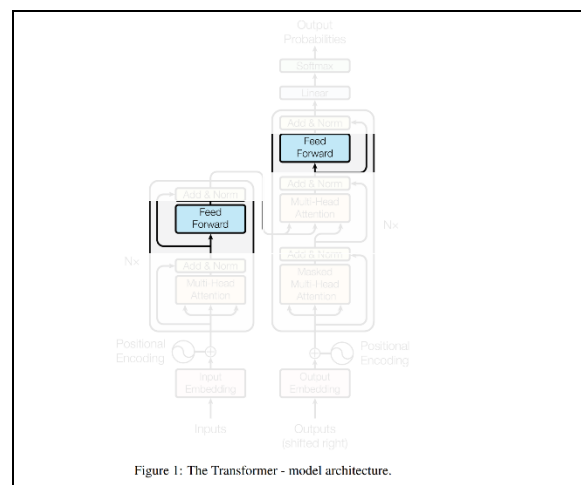 Output
Probabilities
Softmax
Linear
Add & Norm
Feed
Forward
Add & Norm
Multi-Head
Attention
Add & Norm
Feed
Forward
Nx
Add & Norm
Masked
Multi-Head
Attention
Nx
Add & Norm
Multi-Head
Attention
Positional
Encoding
Positional
Encoding
Input
Embedding
Output
Embedding
Inputs
Outputs
(shifted right)
Figure 1: The Transformer - model architecture.